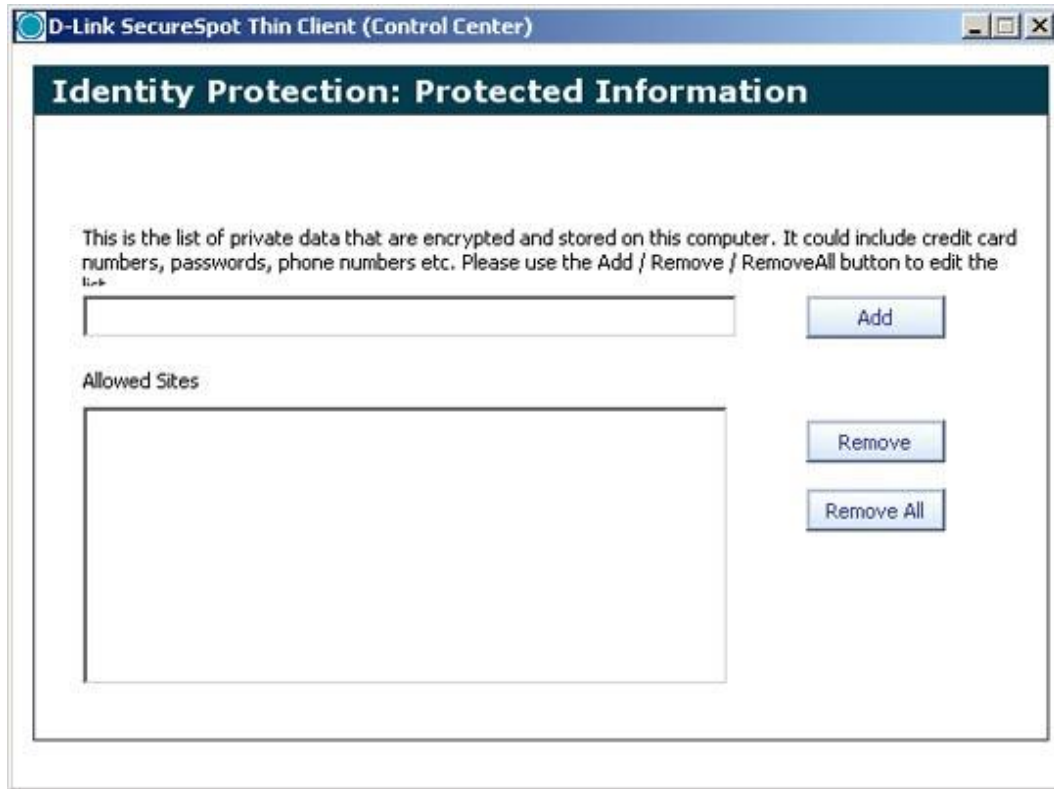 D-Link SecureSpot Thin Client (Control Center)
Identity Protection: Protected Information
This is the list of private data that are encrypted and stored on this computer. It could include credit card
numbers, passwords, phone numbers etc. Please use the Add / Remove / RemoveAll button to edit the
Add
Allowed Sites
Remove
Remove All